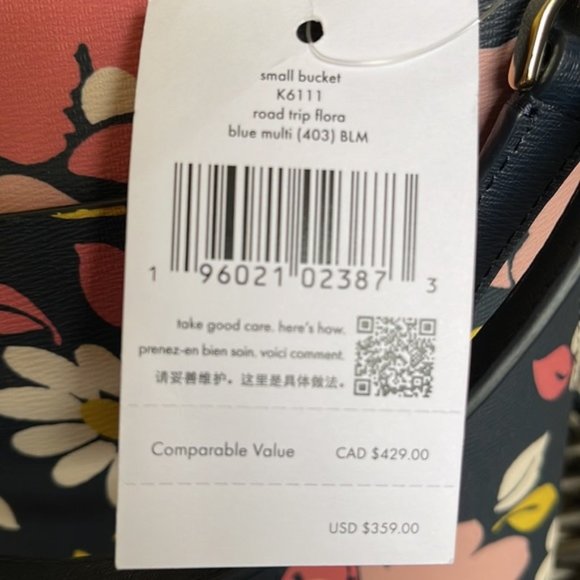 small bucket
K6111
road trip flora
blue multi (403) BLM
1 96021 02387 3
take good care. here's how.
prenez-en bien soin. voici comment.
请妥善维护。这里是具体做法。
Comparable Value CAD $429.00
USD $359.00